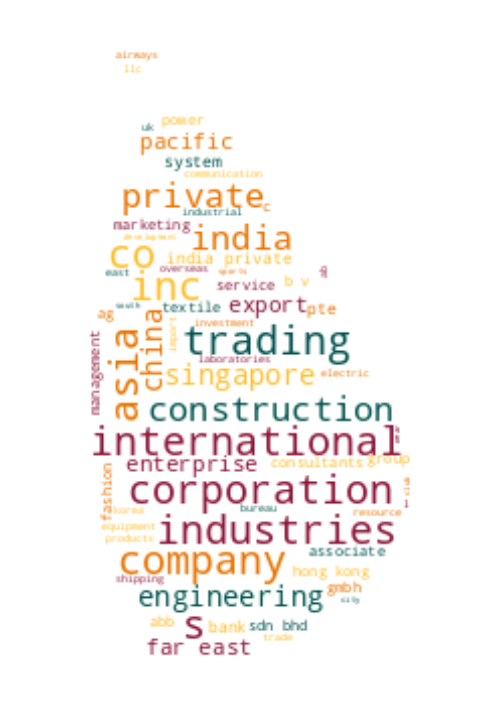 airways
llc
power
uk
pacific
system
communication
private
c
industrial
marketing
development
india
co
india private
east
overseas
sports
inc
service
b v
south
textile
export
pte
ag
import
investment
china
asia
trading
laboratories
management
singapore
electric
construction
international
enterprise
consultants
group
fashion
corporation
korea
bureau
resource
equipment
industries
products
associate
company
hong kong
shipping
gmbh
engineering
city
abb
s
bank
sdn bhd
trade
far east